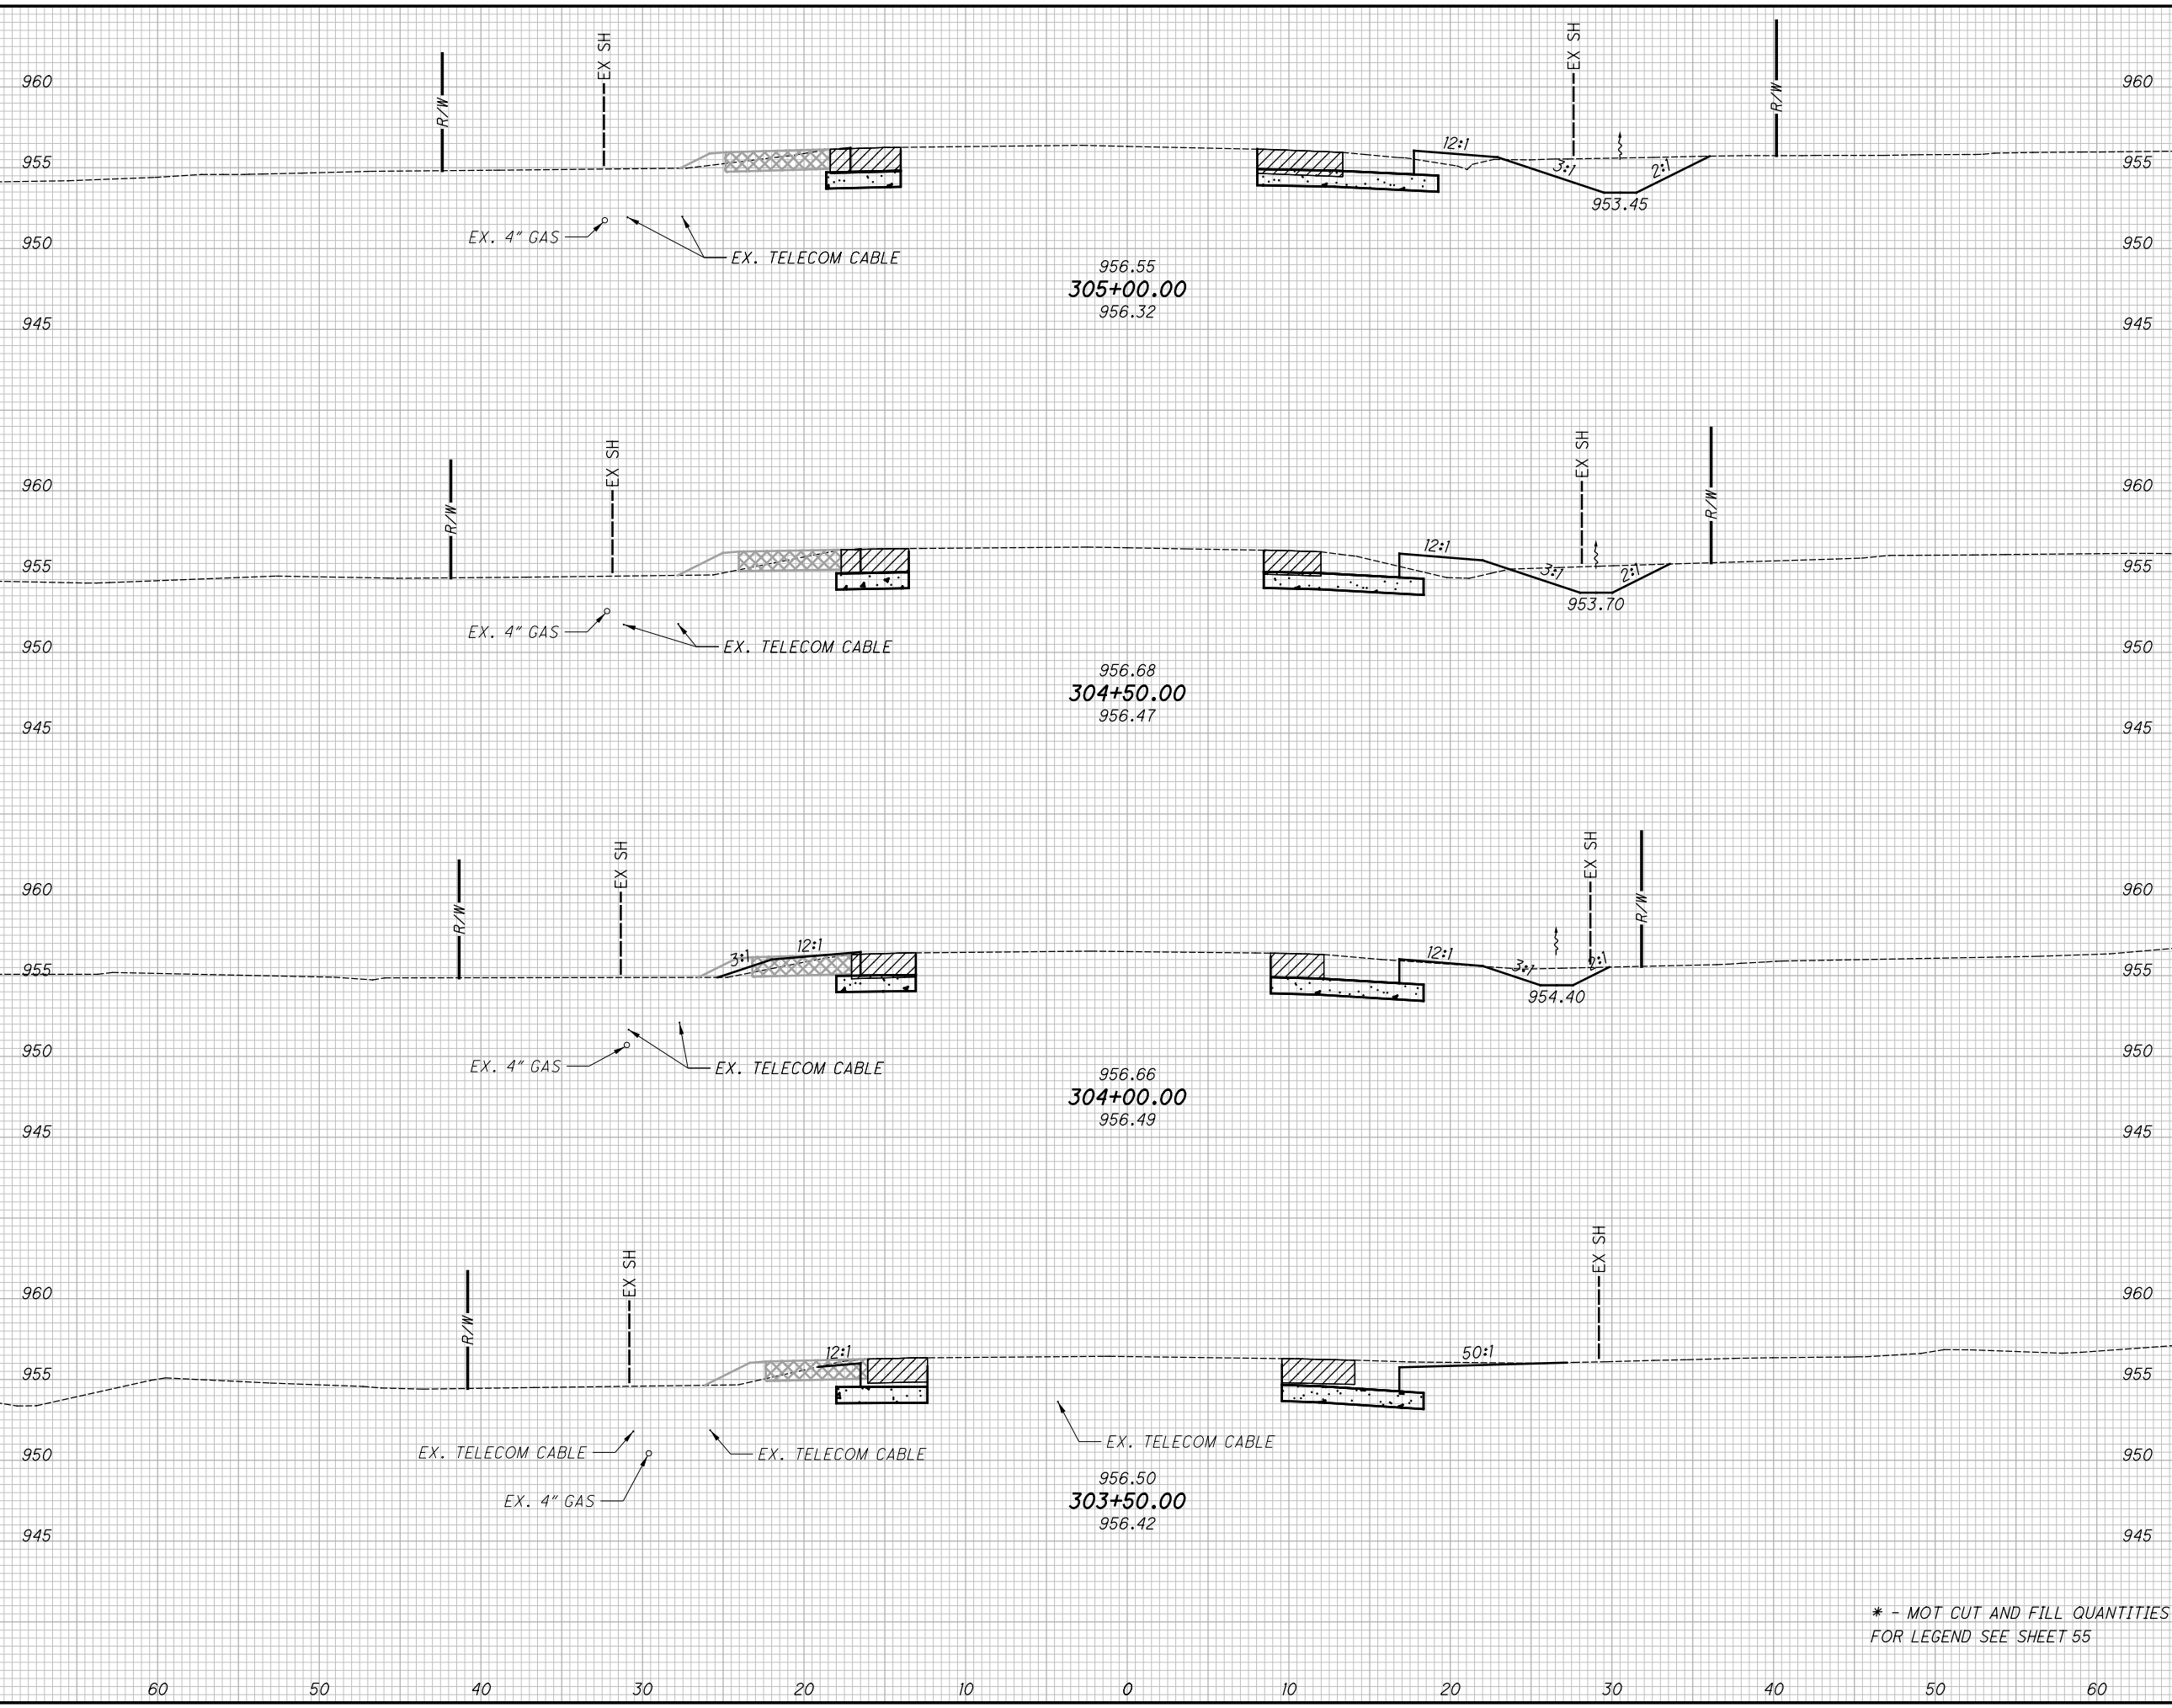 EX SH
EX SH
R/W
R/W
960
960
12:1
955
955
3:1
2:1
953.45
EX. 4" GAS
950
950
EX. TELECOM CABLE
956.55
305+00.00
956.32
945
945
EX SH
EX SH
R/W
R/W
960
960
12:1
955
955
3:1
2:1
953.70
EX. 4" GAS
950
950
EX. TELECOM CABLE
956.68
304+50.00
956.47
945
945
EX SH
EX SH
R/W
R/W
960
960
3:1
12:1
12:1
955
955
3:1
2:1
954.40
950
950
EX. 4" GAS
EX. TELECOM CABLE
956.66
304+00.00
956.49
945
945
EX SH
EX SH
R/W
960
960
12:1
50:1
955
955
EX. TELECOM CABLE
EX. TELECOM CABLE
EX. TELECOM CABLE
950
950
EX. 4" GAS
956.50
303+50.00
956.42
945
945
* - MOT CUT AND FILL QUANTITIES
FOR LEGEND SEE SHEET 55
60 50 40 30 20 10 0 10 20 30 40 50 60